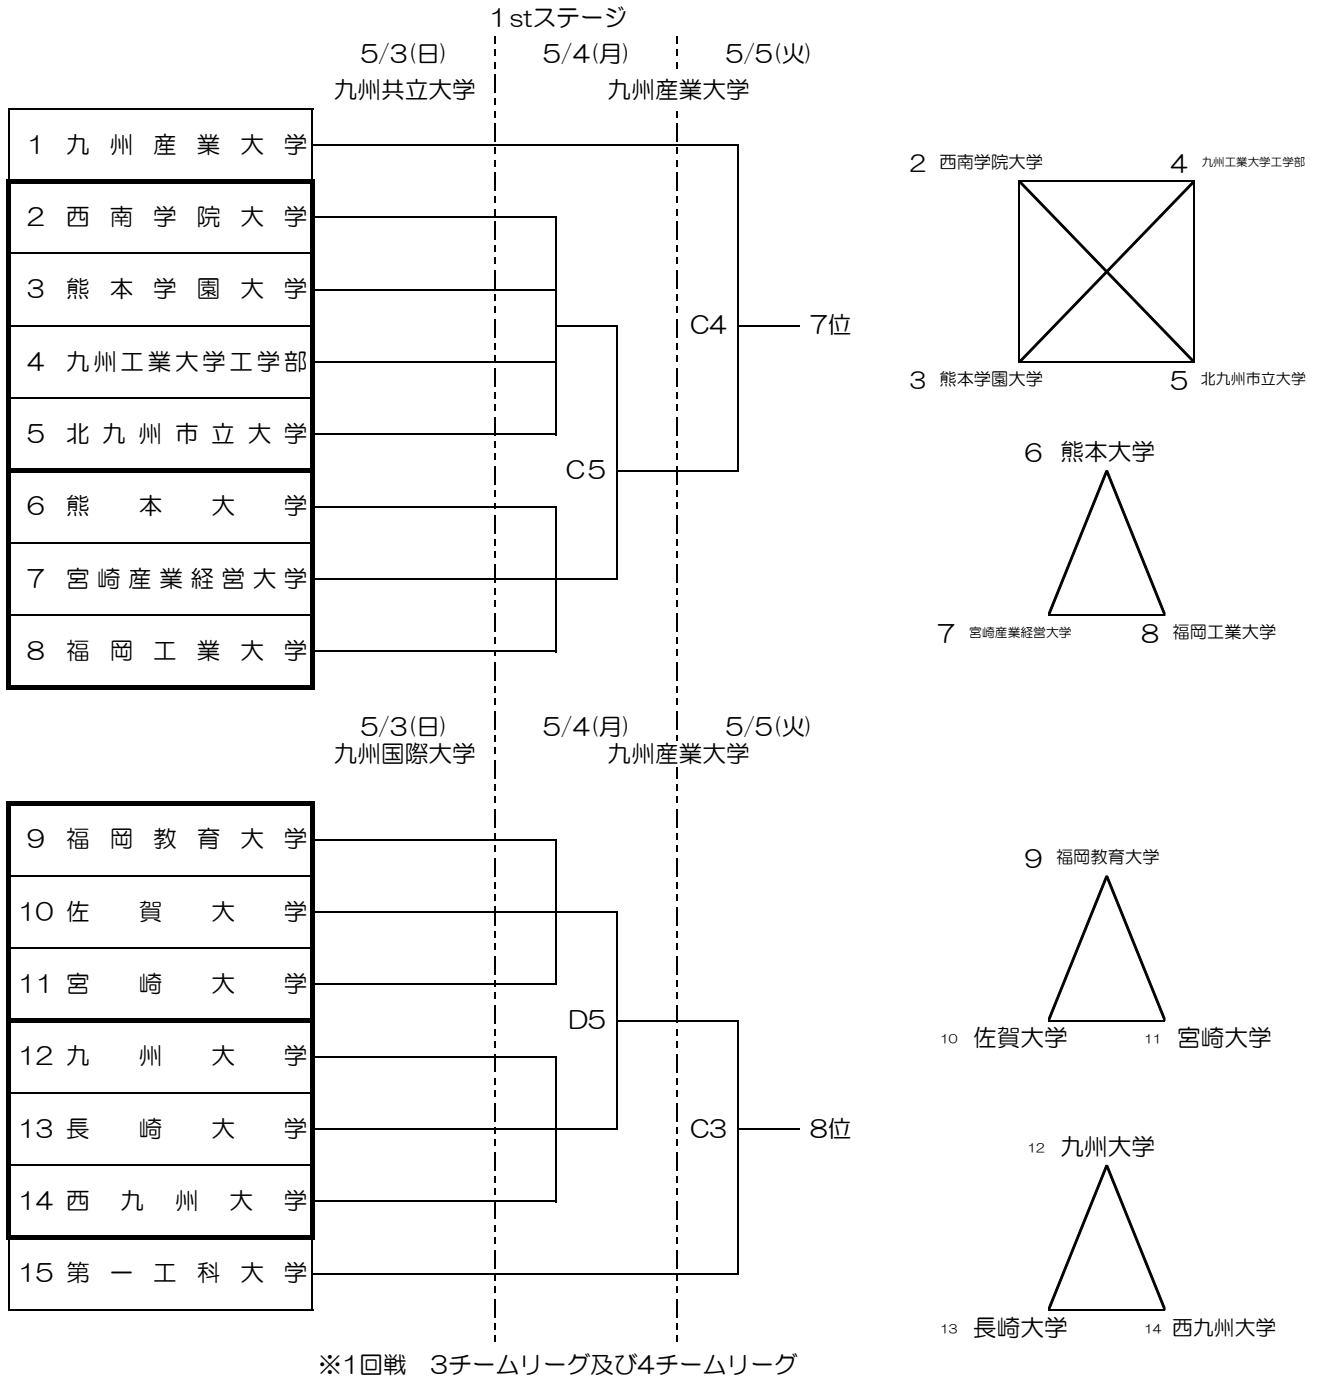 1stステージ
5/3(日) 5/4(月) 5/5(火)
九州共立大学 九州産業大学
1 九州産業大学
2 西南学院大学
3 熊本学園大学
4 九州工業大学工学部
5 北九州市立大学
6 熊本大学
7 宮崎産業経営大学
8 福岡工業大学
C4 7位
C5
2 西南学院大学 4 九州工業大学工学部
3 熊本学園大学 5 北九州市立大学
6 熊本大学
7 宮崎産業経営大学 8 福岡工業大学
5/3(日) 5/4(月) 5/5(火)
九州国際大学 九州産業大学
9 福岡教育大学
10 佐賀大学
11 宮崎大学
12 九州大学
13 長崎大学
14 西九州大学
15 第一工科大学
D5
C3 8位
9 福岡教育大学
10 佐賀大学 11 宮崎大学
12 九州大学
13 長崎大学 14 西九州大学
※1回戦 3チームリーグ及び4チームリーグ